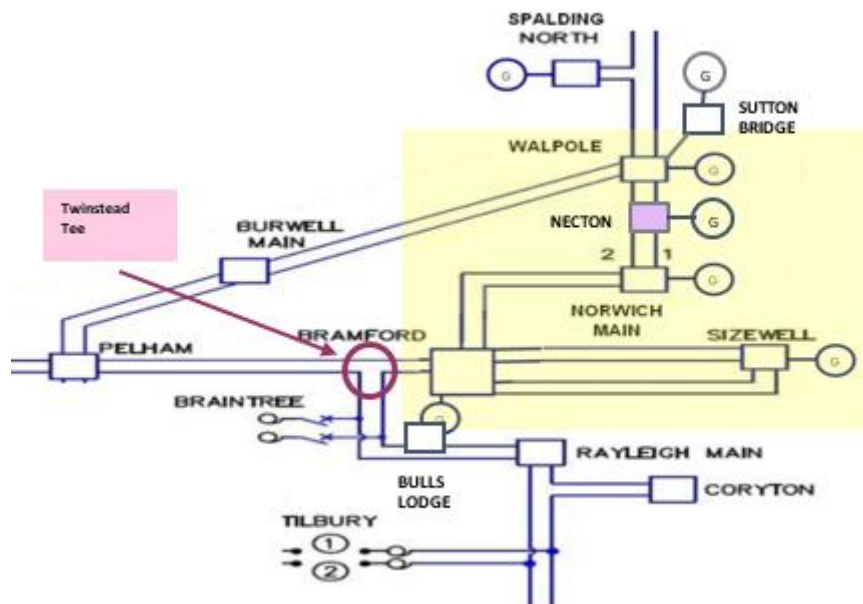 SPALDING
NORTH
G
G
SUTTON
BRIDGE
WALPOLE
G
Twinstead
Tee
NECTON
G
BURWELL
MAIN
2 1
G
NORWICH
MAIN
BRAMFORD
SIZEWELL
PELHAM
G
BRAINTREE
G
BULLS
LODGE
RAYLEIGH MAIN
CORYTON
TILBURY
1
2